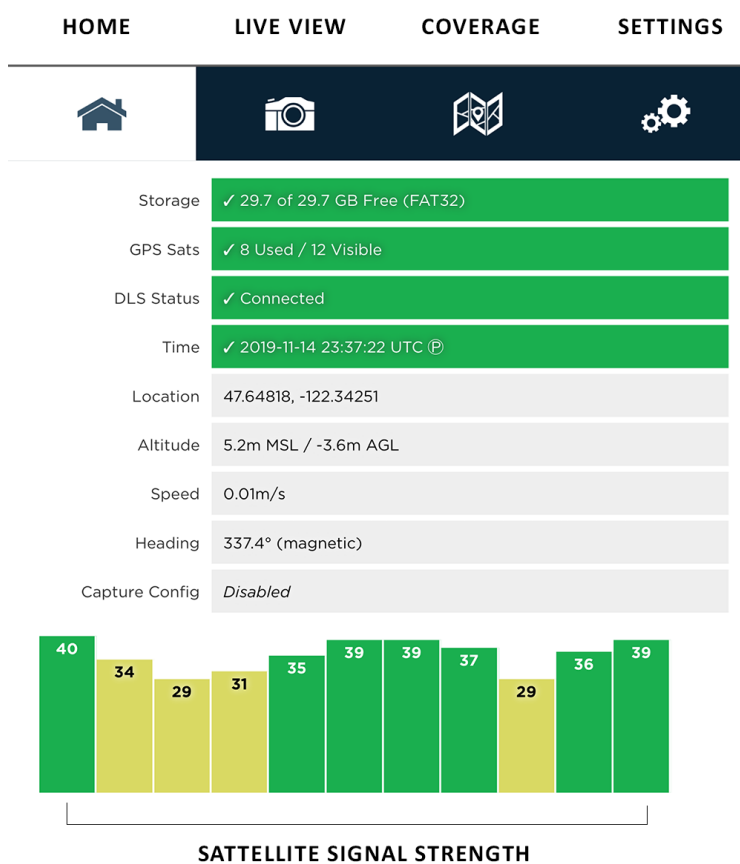 HOME LIVE VIEW COVERAGE SETTINGS
Storage ✓ 29.7 of 29.7 GB Free (FAT32)
GPS Sats ✓ 8 Used / 12 Visible
DLS Status ✓ Connected
Time ✓ 2019-11-14 23:37:22 UTC Ⓟ
Location 47.64818, -122.34251
Altitude 5.2m MSL / -3.6m AGL
Speed 0.01m/s
Heading 337.4° (magnetic)
Capture Config Disabled
40 34 29 31 35 39 39 37 29 36 39
SATTELLITE SIGNAL STRENGTH